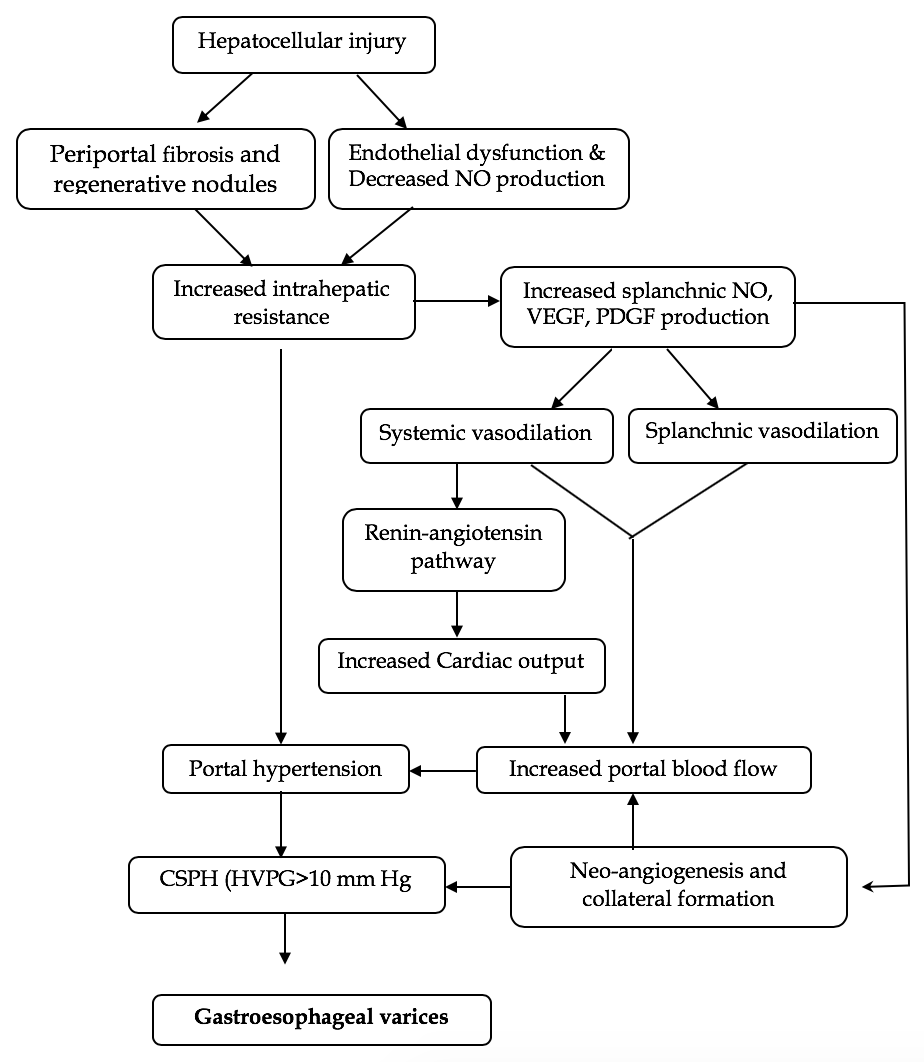 Hepatocellular injury
Periportal fibrosis and
regenerative nodules
Endothelial dysfunction &
Decreased NO production
Increased intrahepatic
resistance
Increased splanchnic NO,
VEGF, PDGF production
Systemic vasodilation
Splanchnic vasodilation
Renin-angiotensin
pathway
Increased Cardiac output
Portal hypertension
Increased portal blood flow
CSPH (HVPG>10 mm Hg
Neo-angiogenesis and
collateral formation
Gastroesophageal varices